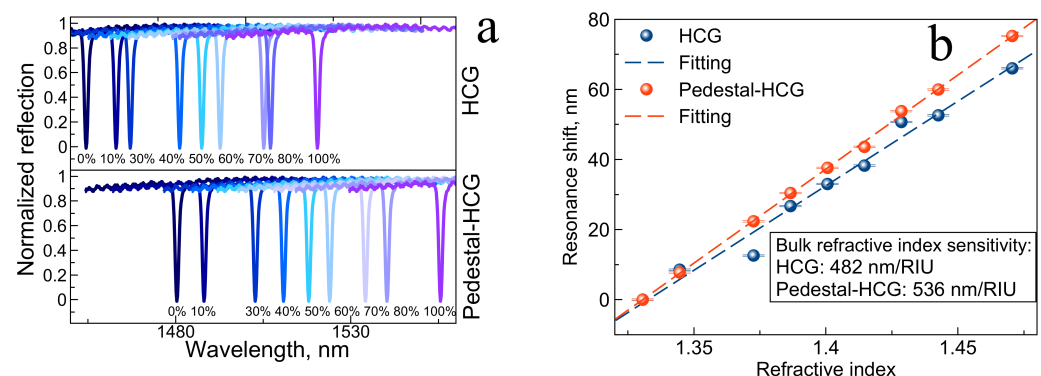 a
Normalized reflection
1
0.8
0.6
0.4
0.2
0
0% 10% 30% 40% 50% 60% 70% 80% 100%
HCG
1
0.8
0.6
0.4
0.2
0
0% 10% 30% 40% 50% 60% 70% 80% 100%
Pedestal-HCG
1480 1530
Wavelength, nm
b
Resonance shift, nm
80
60
40
20
0
HCG
Fitting
Pedestal-HCG
Fitting
Bulk refractive index sensitivity:
HCG: 482 nm/RIU
Pedestal-HCG: 536 nm/RIU
1.35 1.4 1.45
Refractive index